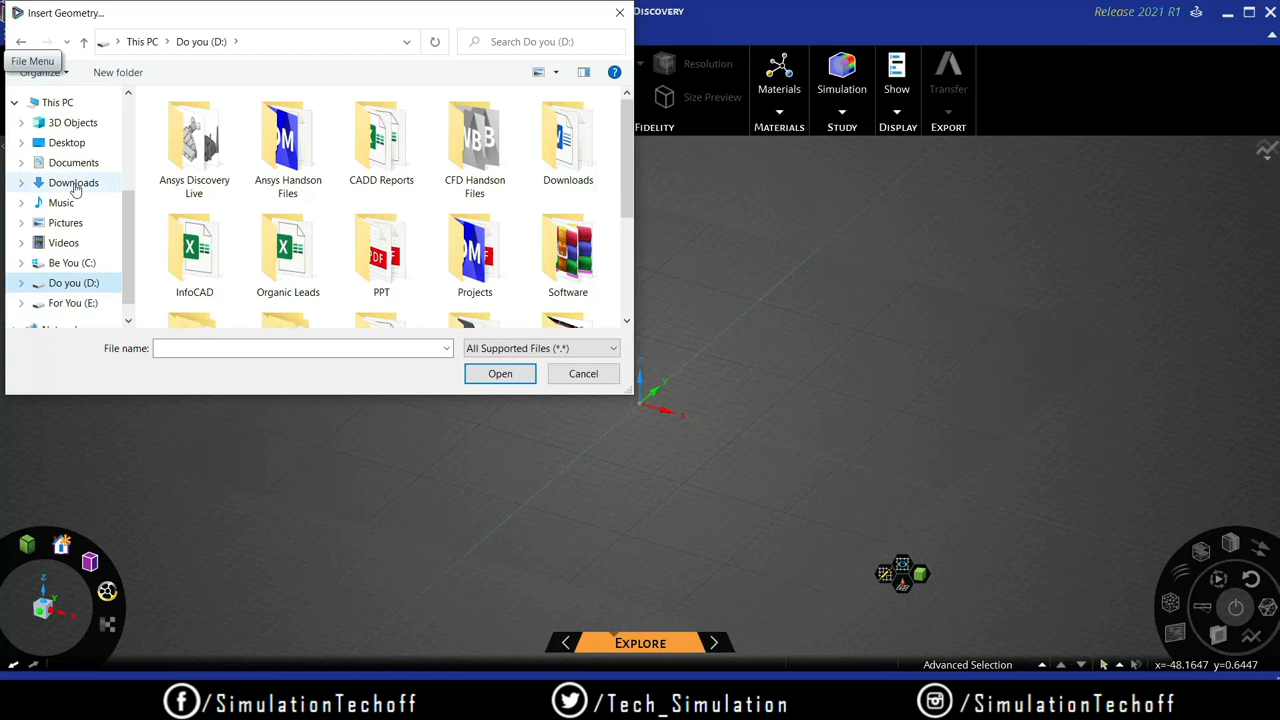 Insert Geometry...
DISCOVERY
Release 2021 R1
This PC
Do you (D:)
Search Do you (D:)
File Menu
Organize
New folder
Resolution
Size Preview
FIDELITY
Materials
MATERIALS
Simulation
STUDY
Show
DISPLAY
Transfer
EXPORT
This PC
3D Objects
Desktop
Documents
Downloads
Music
Pictures
Videos
Be You (C:)
Do you (D:)
For You (E:)
Ansys Discovery Live
Ansys Handson Files
CADD Reports
CFD Handson Files
Downloads
InfoCAD
Organic Leads
PPT
Projects
Software
File name:
All Supported Files (*.*)
Open
Cancel
Z
Y
X
Z
Y
X
EXPLORE
Advanced Selection
x=-48.1647 y=0.6447
/SimulationTechoff
/Tech_Simulation
/SimulationTechoff